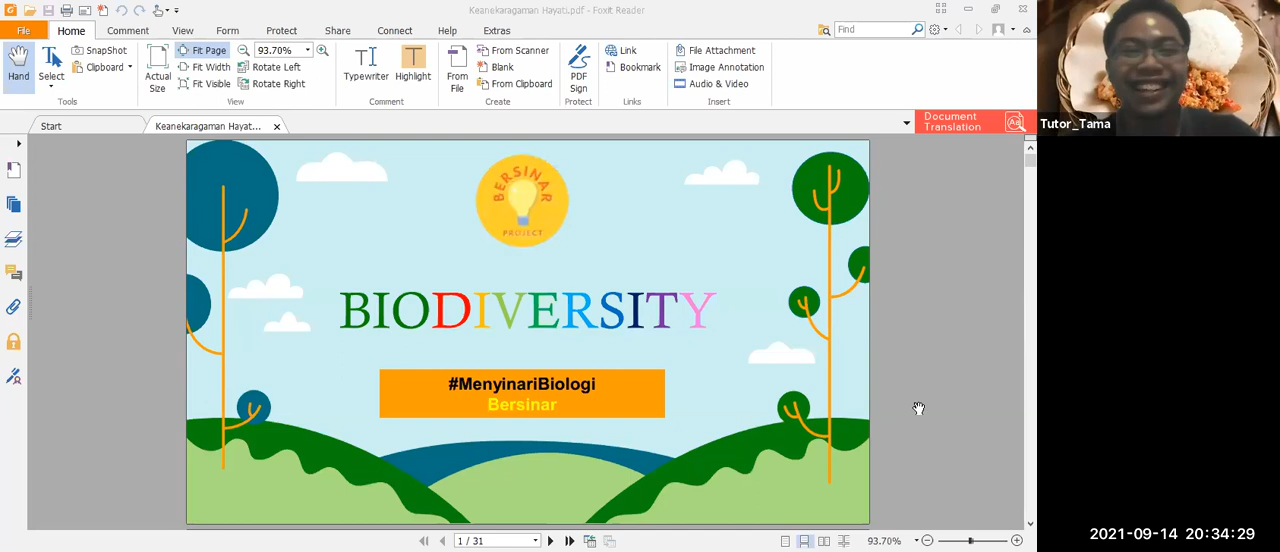 Keanekaragaman Hayati.pdf - Foxit Reader
File Home Comment View Form Protect Share Connect Help Extras
Find
Hand
Select
SnapShot
Clipboard
Tools
Actual
Size
Fit Page
Fit Width
Fit Visible
93.70%
Rotate Left
Rotate Right
View
Typewriter
Highlight
Comment
From
File
From Scanner
Blank
From Clipboard
Create
PDF
Sign
Protect
Link
Bookmark
Links
File Attachment
Image Annotation
Audio & Video
Insert
Tutor_Tama
Start
Keanekaragaman Hayat...
Document
Translation
BERSINAR
PROJECT
BIODIVERSITY
#MenyinariBiologi
Bersinar
1 / 31
93.70%
2021-09-14 20:34:29